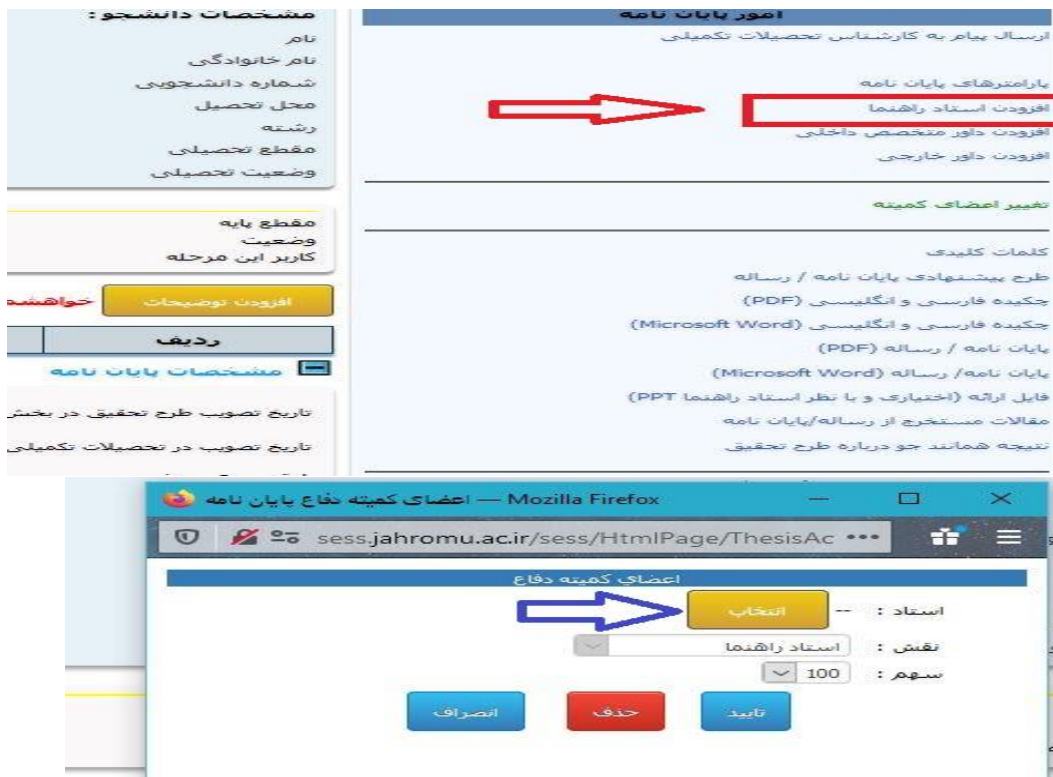 مشخصات دانشجو :
نام
نام خانوادگی
شماره دانشجویی
محل تحصیل
رشته
مقطع تحصیلی
وضعیت تحصیلی
مقطع پایه
وضعیت
کاربر این مرحله
افزودن توضیحات
ردیف
مشخصات پایان نامه
تاریخ تصویب طرح تحقیق در بخش
تاریخ تصویب در تحصیلات تکمیلی
امور پایان نامه
ارسال پیام به کارشناس تحصیلات تکمیلی
پارامترهای پایان نامه
افزودن استاد راهنما
افزودن داور متخصص داخلی
افزودن داور خارجی
تغییر اعضای کمیته
کلمات کلیدی
طرح پیشنهادی پایان نامه / رساله
چکیده فارسی و انگلیسی (PDF)
چکیده فارسی و انگلیسی (Microsoft Word)
پایان نامه / رساله (PDF)
پایان نامه/ رساله (Microsoft Word)
فایل ارائه (اختیاری و با نظر استاد راهنما PPT)
مقالات مستخرج از رساله/پایان نامه
نتیجه همانند جو درباره طرح تحقیق
اعضای کمیته دفاع پایان نامه — Mozilla Firefox
sess.jahromu.ac.ir/sess/HtmlPage/ThesisAc
اعضاي کمیته دفاع
استاد : -- انتخاب
نقش : استاد راهنما
سهم : 100
تایید حذف انصراف